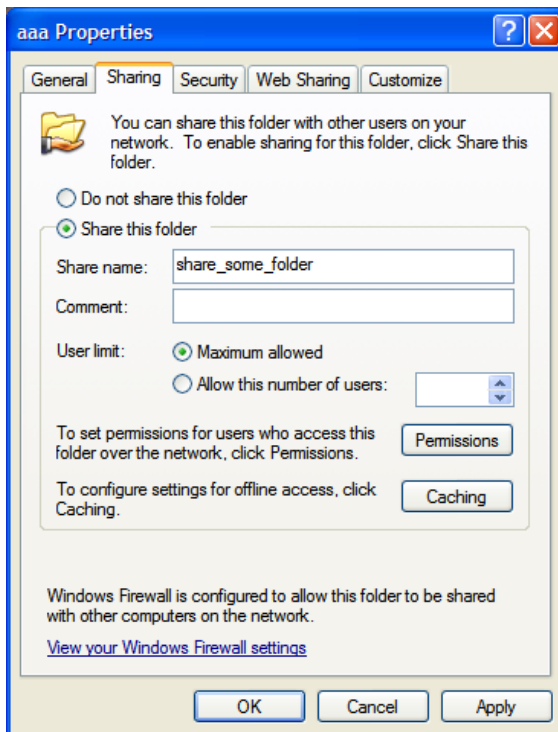 aaa Properties
General Sharing Security Web Sharing Customize
You can share this folder with other users on your
network. To enable sharing for this folder, click Share this
folder.
Do not share this folder
Share this folder
Share name: share_some_folder
Comment:
User limit: Maximum allowed
Allow this number of users:
To set permissions for users who access this
folder over the network, click Permissions.
Permissions
To configure settings for offline access, click
Caching.
Caching
Windows Firewall is configured to allow this folder to be shared
with other computers on the network.
View your Windows Firewall settings
OK Cancel Apply